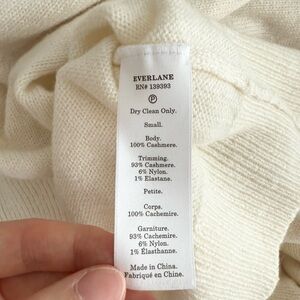 EVERLANE
RN# 139393
P
Dry Clean Only.
Small.
Body.
100% Cashmere.
Trimming.
93% Cashmere.
6% Nylon.
1% Elastane.
Petite.
Corps.
100% Cachemire.
Garniture.
93% Cachemire.
6% Nylon.
1% Élasthanne.
Made in China.
Fabriqué en Chine.